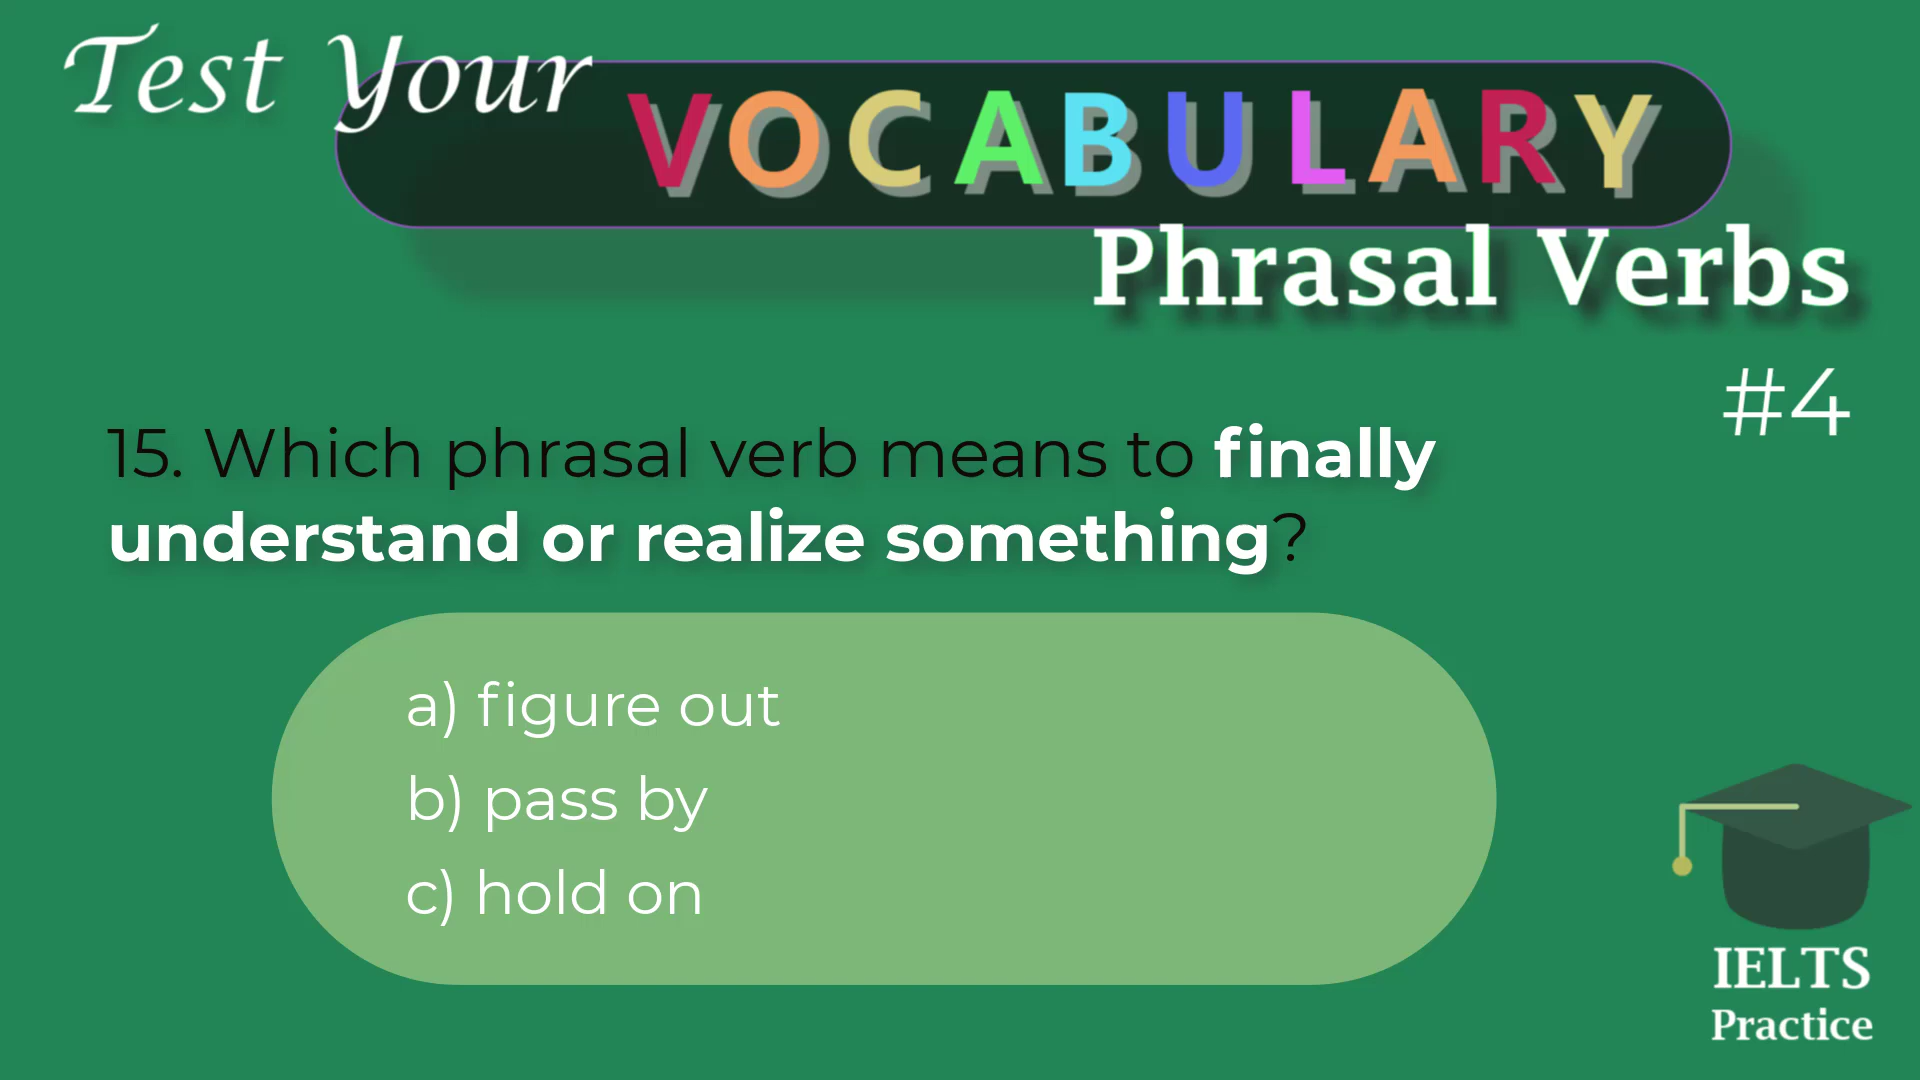 Test Your
VOCABULARY
Phrasal Verbs
#4
15. Which phrasal verb means to finally
understand or realize something?
a) figure out
b) pass by
c) hold on
IELTS
Practice